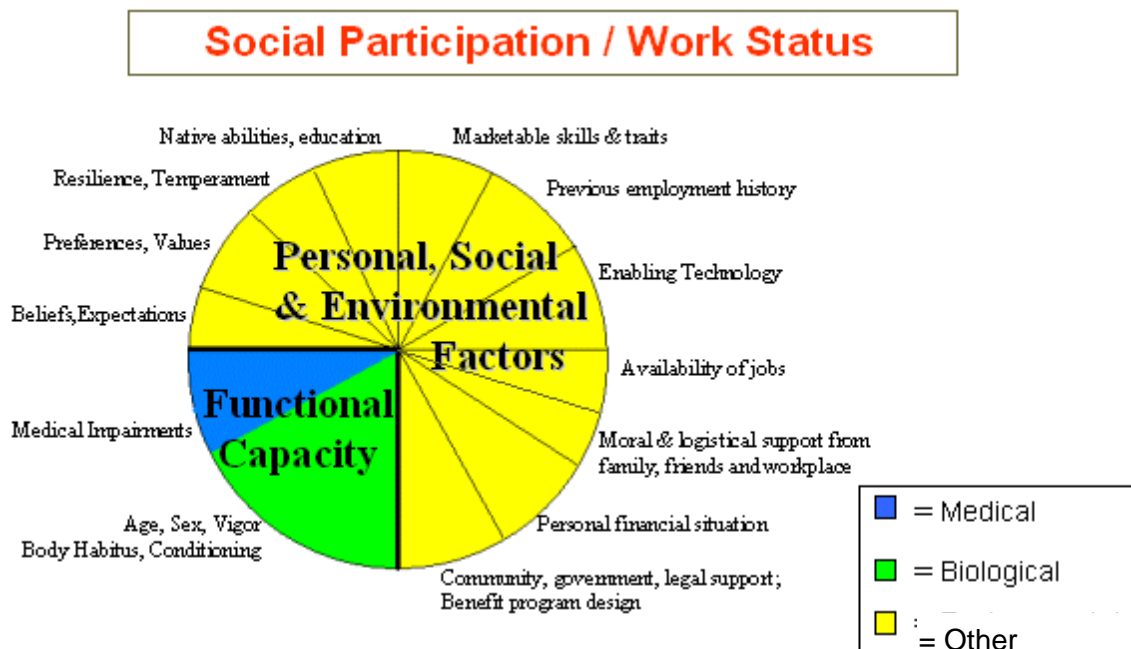 Social Participation / Work Status
Native abilities, education
Marketable skills & traits
Resilience, Temperament
Previous employment history
Preferences, Values
Personal, Social
& Environmental
Factors
Enabling Technology
Beliefs,Expectations
Availability of jobs
Functional
Capacity
Medical Impairments
Moral & logistical support from
family, friends and workplace
Age, Sex, Vigor
Body Habitus, Conditioning
Personal financial situation
Community, government, legal support;
Benefit program design
= Medical
= Biological
= Other